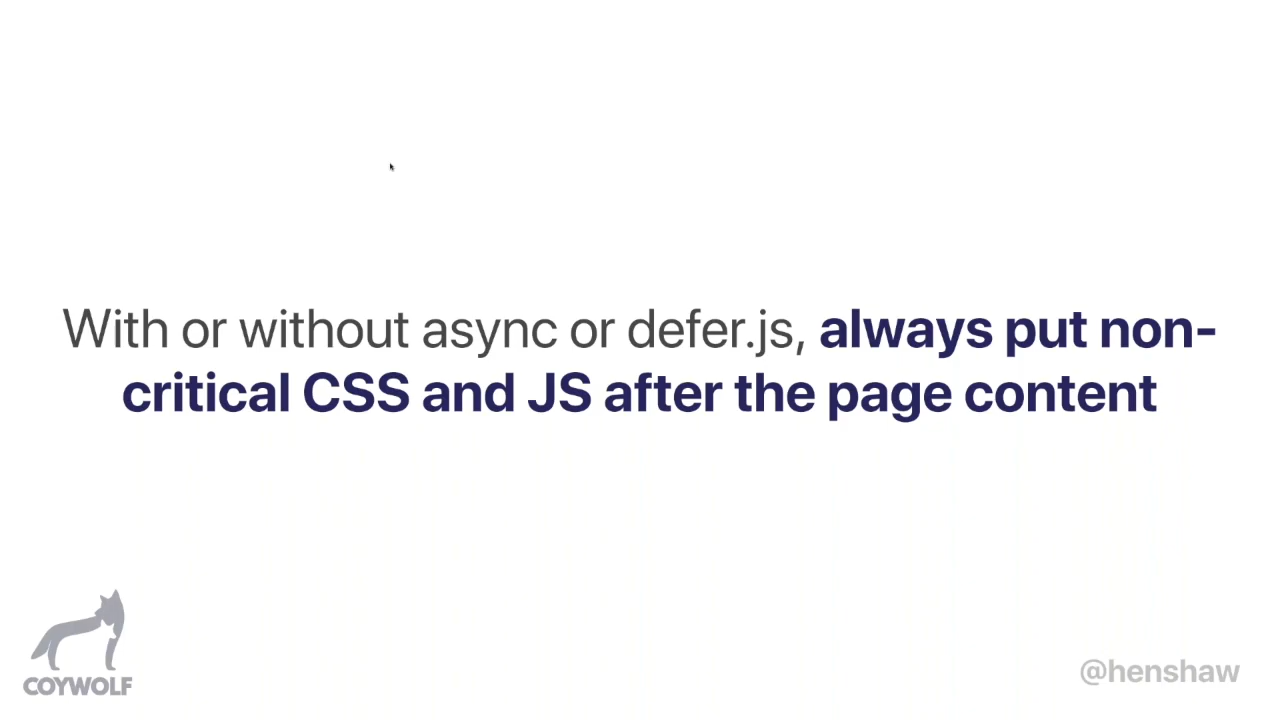 With or without async or defer.js, always put non-
critical CSS and JS after the page content
COYWOLF
@henshaw